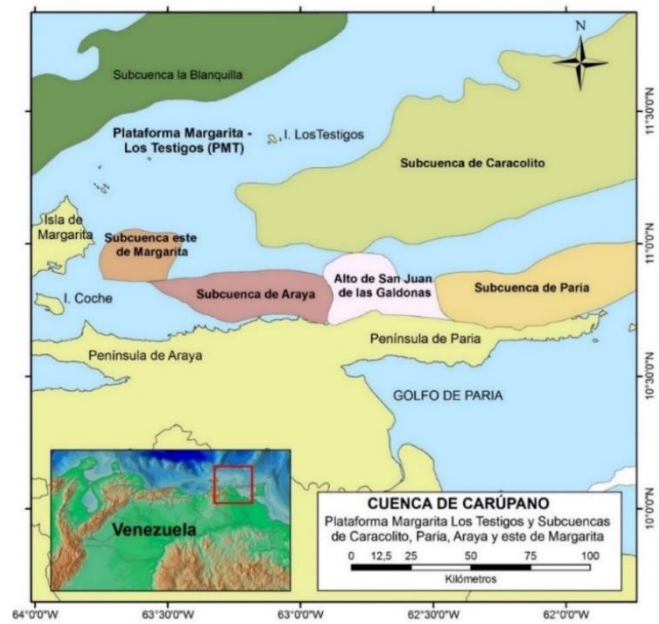 N
Subcuenca la Blanquilla
Plataforma Margarita -
Los Testigos (PMT)
I. LosTestigos
Subcuenca de Caracolito
11°30'0"N
Isla de
Margarita
Subcuenca este
de Margarita
11°0'0"N
Alto de San Juan
de las Galdonas
Subcuenca de Paria
Subcuenca de Araya
I. Coche
Península de Paria
Península de Araya
10°30'0"N
GOLFO DE PARIA
Venezuela
CUENCA DE CARÚPANO
Plataforma Margarita Los Testigos y Subcuencas
de Caracolito, Paria, Araya y este de Margarita
0 12,5 25 50 75 100
Kilómetros
10°0'0"N
64°0'0"W 63°30'0"W 63°0'0"W 62°30'0"W 62°0'0"W